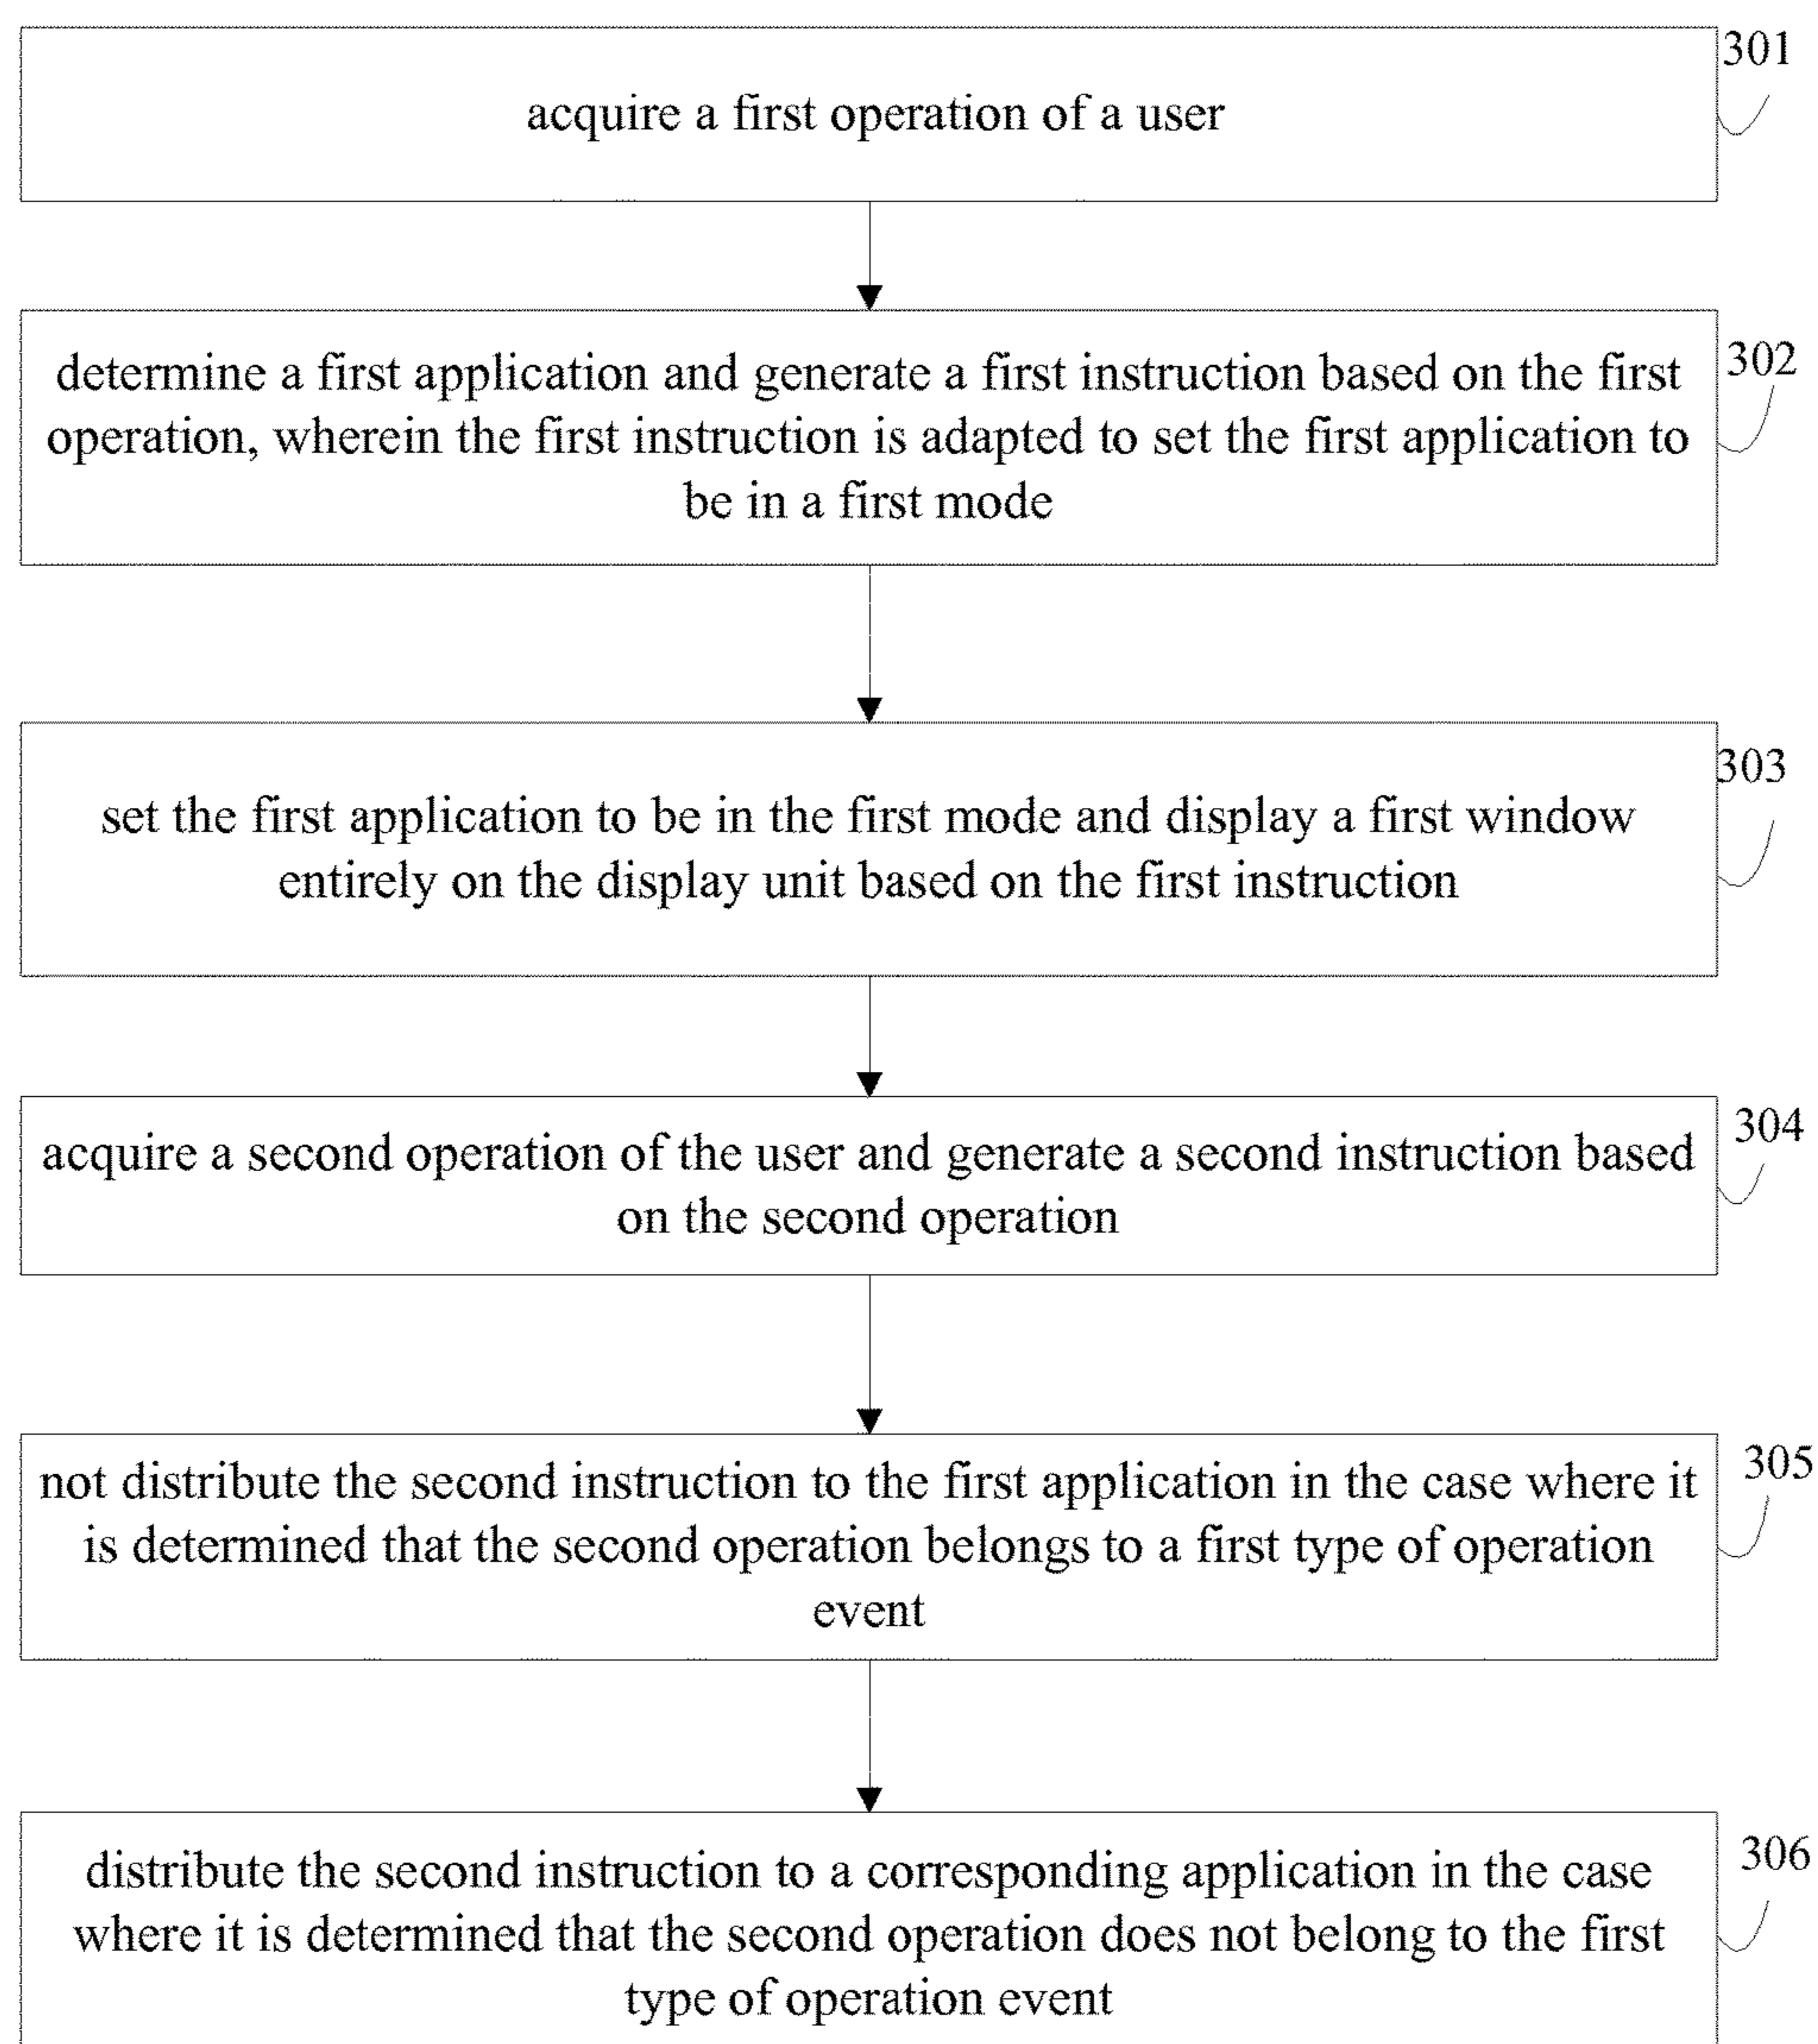 301
acquire a first operation of a user
302
determine a first application and generate a first instruction based on the first
operation, wherein the first instruction is adapted to set the first application to
be in a first mode
303
set the first application to be in the first mode and display a first window
entirely on the display unit based on the first instruction
304
acquire a second operation of the user and generate a second instruction based
on the second operation
305
not distribute the second instruction to the first application in the case where it
is determined that the second operation belongs to a first type of operation
event
306
distribute the second instruction to a corresponding application in the case
where it is determined that the second operation does not belong to the first
type of operation event